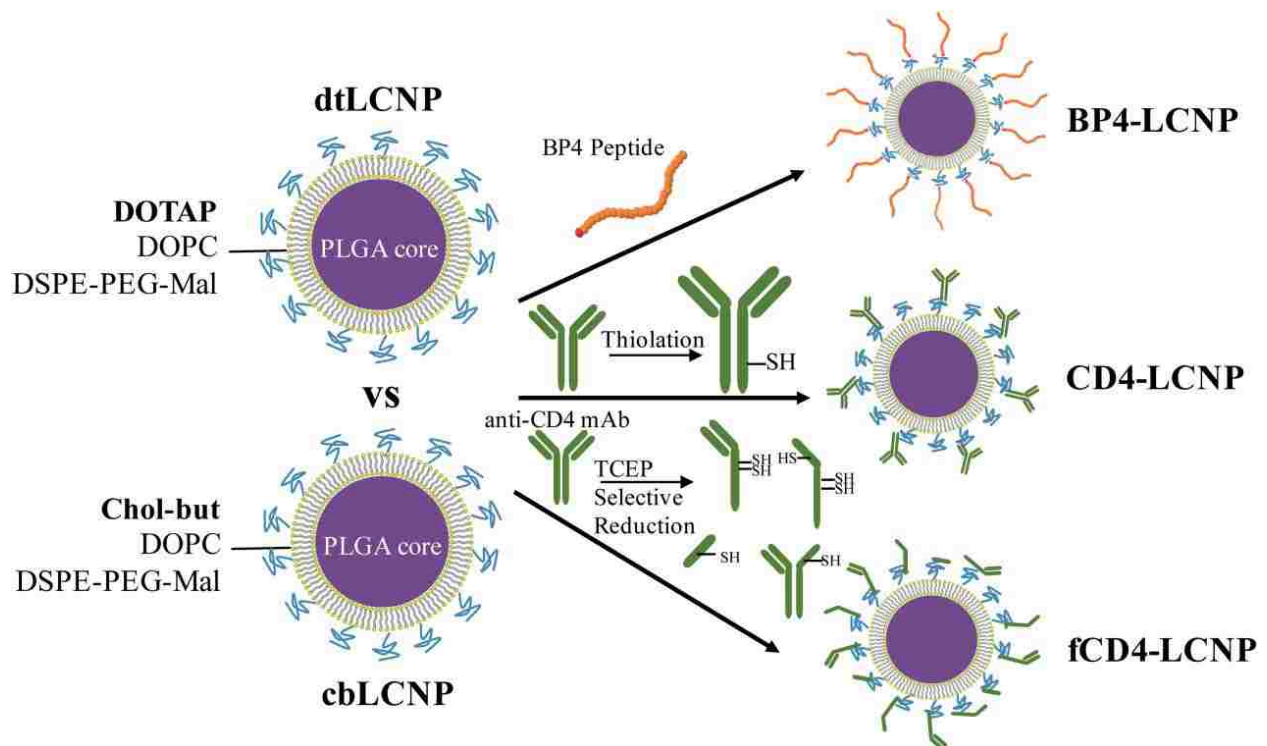 dtLCNP
DOTAP
DOPC
DSPE-PEG-Mal
PLGA core
vs
Chol-but
DOPC
DSPE-PEG-Mal
PLGA core
cbLCNP
BP4 Peptide
BP4-LCNP
Thiolation
SH
anti-CD4 mAb
CD4-LCNP
TCEP
Selective
Reduction
SH
SH
HS
SH
SH
SH
SH
fCD4-LCNP